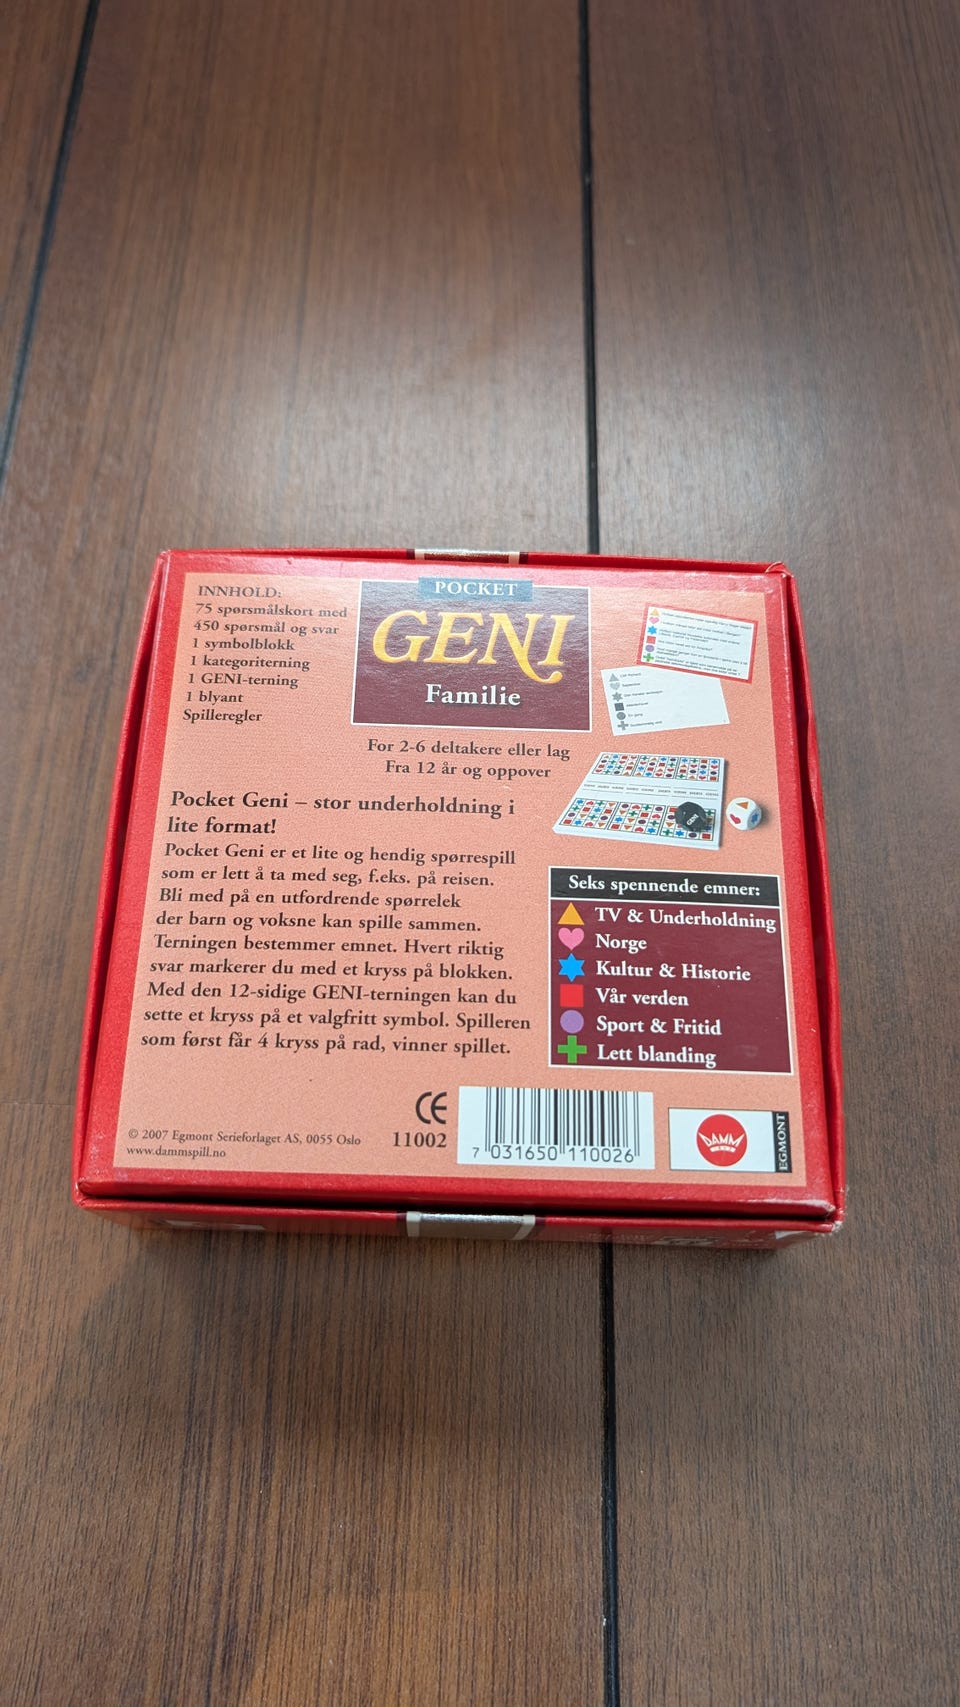 INNHOLD:
75 spørsmålskort med
450 spørsmål og svar
1 symbolblokk
1 kategoriterning
1 GENI-terning
1 blyant
Spilleregler
POCKET
GENI
Familie
For 2-6 deltakere eller lag
Fra 12 år og oppover
Pocket Geni – stor underholdning i
lite format!
Pocket Geni er et lite og hendig spørrespill
som er lett å ta med seg, f.eks. på reisen.
Bli med på en utfordrende spørrelek
der barn og voksne kan spille sammen.
Terningen bestemmer emnet. Hvert riktig
svar markerer du med et kryss på blokken.
Med den 12-sidige GENI-terningen kan du
sette et kryss på et valgfritt symbol. Spilleren
som først får 4 kryss på rad, vinner spillet.
GENI
Seks spennende emner:
TV & Underholdning
Norge
Kultur & Historie
Vår verden
Sport & Fritid
Lett blanding
© 2007 Egmont Serieforlaget AS, 0055 Oslo
www.dammspill.no
CE
11002
7 031650 110026
DAMM
EGMONT